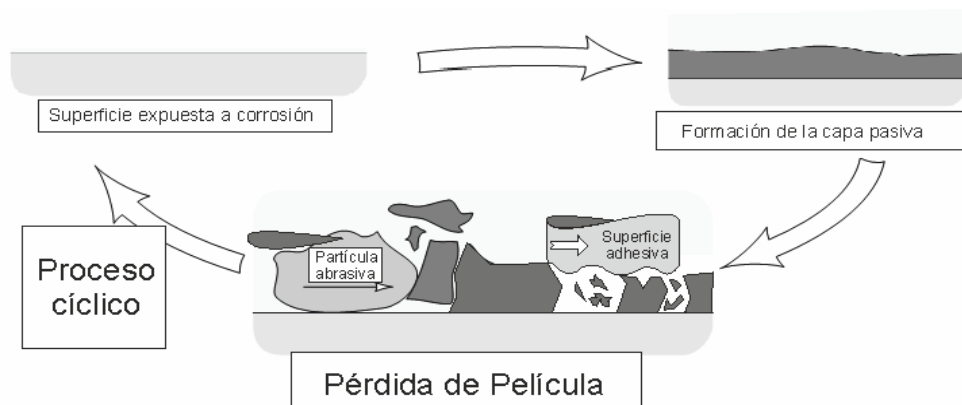 Superficie expuesta a corrosión
Formación de la capa pasiva
Partícula
abrasiva
Superficie
adhesiva
Proceso
cíclico
Pérdida de Película